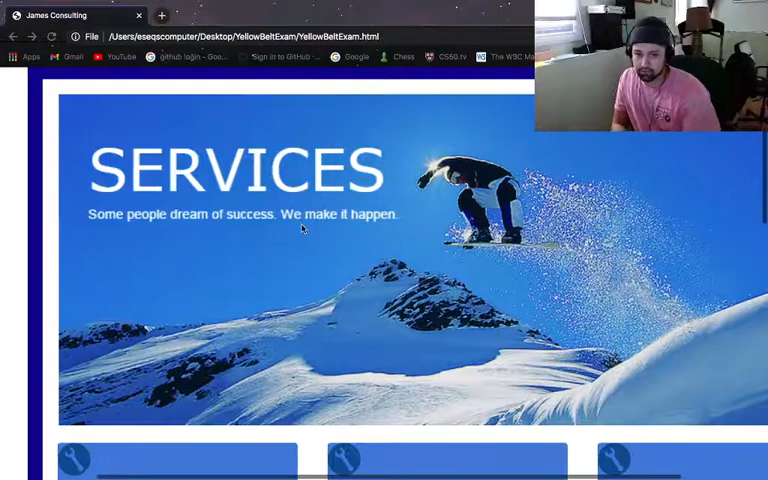 James Consulting
File | /Users/eseqscomputer/Desktop/YellowBeltExam/YellowBeltExam.html
Apps Gmail YouTube github login - Goo... Sign in to GitHub -... Google Chess CS50.tv The W3C Ma
SERVICES
Some people dream of success. We make it happen.